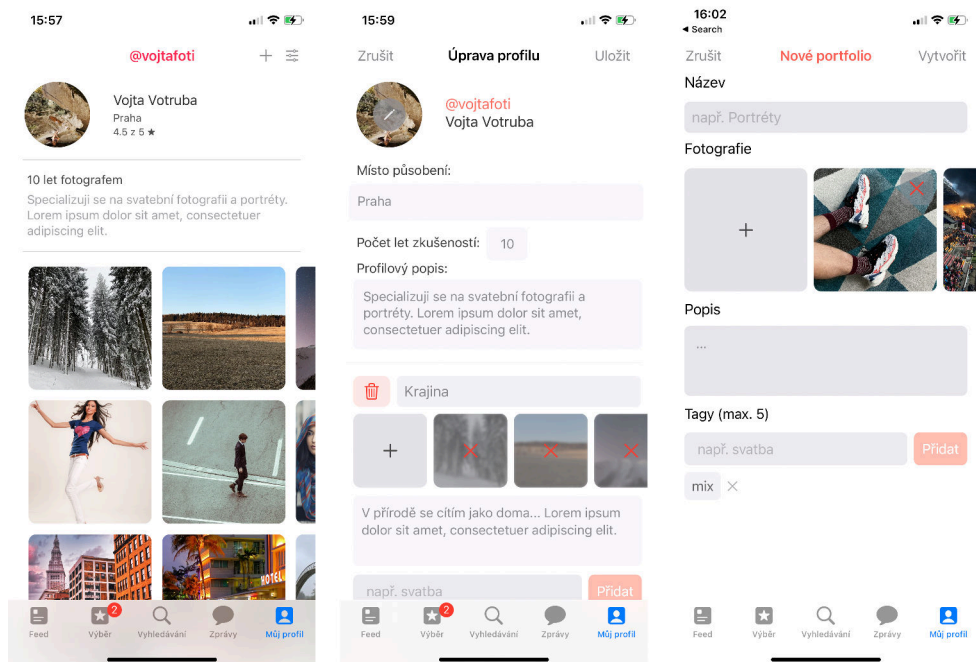 15:57
@vojtafoti
Vojta Votruba
Praha
4.5 z 5 ★
10 let fotografem
Specializuji se na svatební fotografii a portréty.
Lorem ipsum dolor sit amet, consectetuer
adipiscing elit.
HOTEL
2
Feed
Výběr
Vyhledávání
Zprávy
Můj profil
15:59
Zrušit
Úprava profilu
Uložit
@vojtafoti
Vojta Votruba
Místo působení:
Praha
Počet let zkušeností: 10
Profilový popis:
Specializuji se na svatební fotografii a
portréty. Lorem ipsum dolor sit amet,
consectetuer adipiscing elit.
Krajina
V přírodě se cítím jako doma... Lorem ipsum
dolor sit amet, consectetuer adipiscing elit.
např. svatba
Přidat
2
Feed
Výběr
Vyhledávání
Zprávy
Můj profil
16:02
◀ Search
Zrušit
Nové portfolio
Vytvořit
Název
např. Portréty
Fotografie
Popis
...
Tagy (max. 5)
např. svatba
Přidat
mix
Feed
Výběr
Vyhledávání
Zprávy
Můj profil